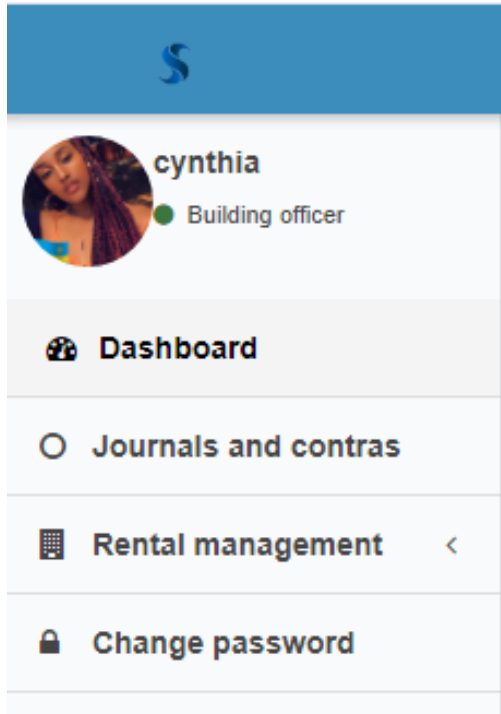 S
cynthia
Building officer
Dashboard
Journals and contras
Rental management
Change password